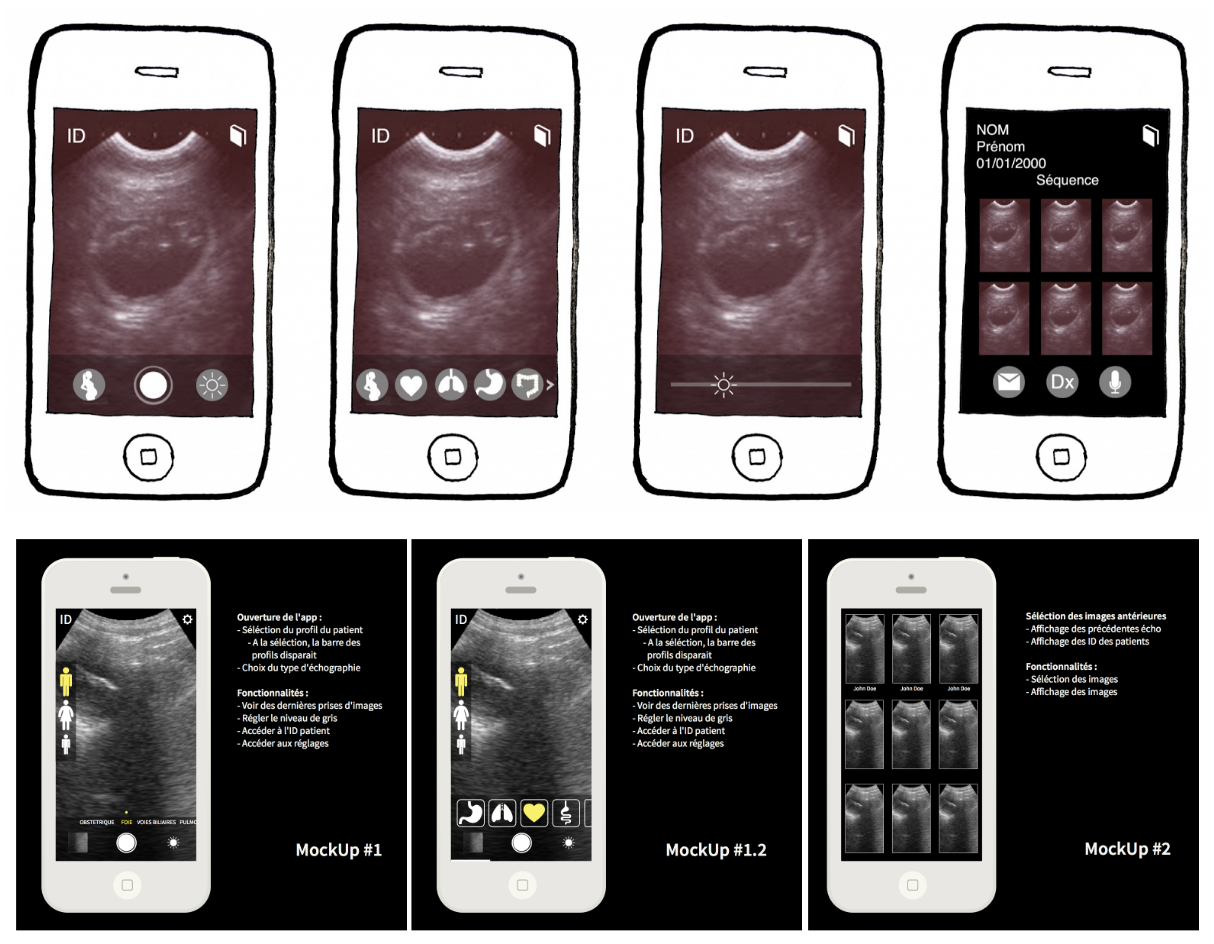 ID
ID
ID
NOM
Prénom
01/01/2000
Séquence
Dx
ID
OBSTETRIQUE FOIE VOIES BILIAIRES PULMO
Ouverture de l'app :
- Séléction du profil du patient
- A la séléction, la barre des
profils disparait
- Choix du type d'échographie
Fonctionnalités :
- Voir des dernières prises d'images
- Régler le niveau de gris
- Accéder à l'ID patient
- Accéder aux réglages
MockUp #1
ID
Ouverture de l'app :
- Séléction du profil du patient
- A la séléction, la barre des
profils disparait
- Choix du type d'échographie
Fonctionnalités :
- Voir des dernières prises d'images
- Régler le niveau de gris
- Accéder à l'ID patient
- Accéder aux réglages
MockUp #1.2
John Doe John Doe John Doe
Séléction des images antérieures
- Affichage des précédentes écho
- Affichage des ID des patients
Fonctionnalités :
- Séléction des images
- Affichage des images
MockUp #2